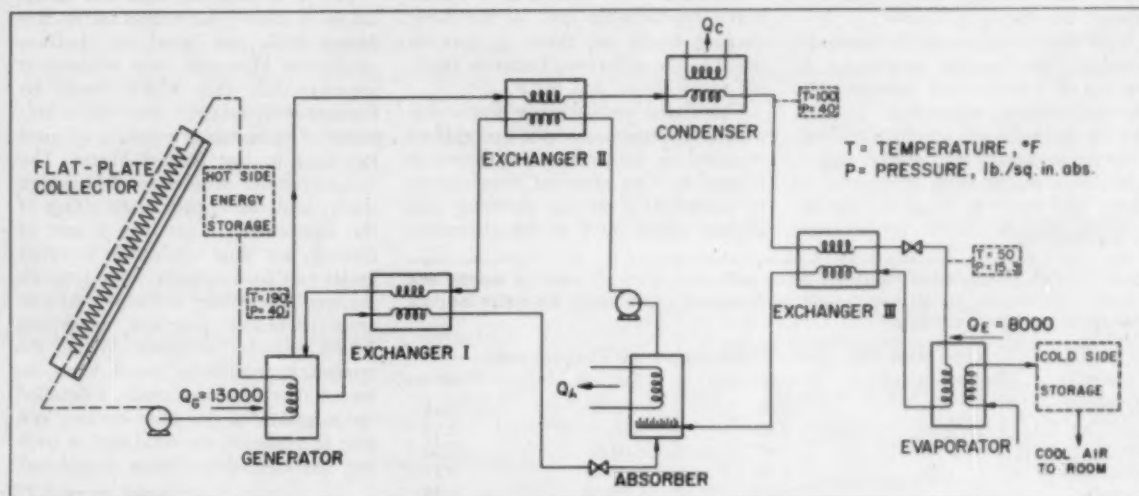 Qc
T=100
P=40
CONDENSER
EXCHANGER II
T = TEMPERATURE, °F
P= PRESSURE, lb./sq.in. abs.
FLAT-PLATE
COLLECTOR
HOT SIDE
ENERGY
STORAGE
T=190
P=40
EXCHANGER I
T=50
P=15.3
EXCHANGER III
QG=13000
GENERATOR
QA
ABSORBER
QE=8000
EVAPORATOR
COLD SIDE
STORAGE
COOL AIR
TO ROOM